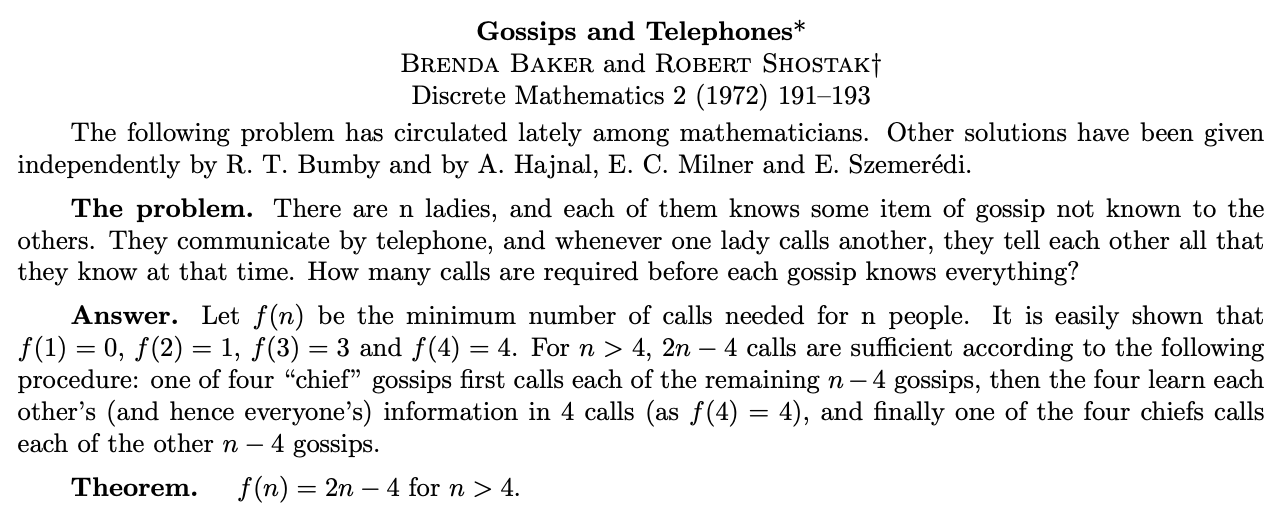 Gossips and Telephones*
BRENDA BAKER and ROBERT SHOSTAK†
Discrete Mathematics 2 (1972) 191–193
The following problem has circulated lately among mathematicians. Other solutions have been given
independently by R. T. Bumby and by A. Hajnal, E. C. Milner and E. Szemerédi.
The problem. There are n ladies, and each of them knows some item of gossip not known to the
others. They communicate by telephone, and whenever one lady calls another, they tell each other all that
they know at that time. How many calls are required before each gossip knows everything?
Answer. Let f(n) be the minimum number of calls needed for n people. It is easily shown that
f(1) = 0, f(2) = 1, f(3) = 3 and f(4) = 4. For n > 4, 2n − 4 calls are sufficient according to the following
procedure: one of four “chief” gossips first calls each of the remaining n − 4 gossips, then the four learn each
other’s (and hence everyone’s) information in 4 calls (as f(4) = 4), and finally one of the four chiefs calls
each of the other n − 4 gossips.
Theorem. f(n) = 2n − 4 for n > 4.